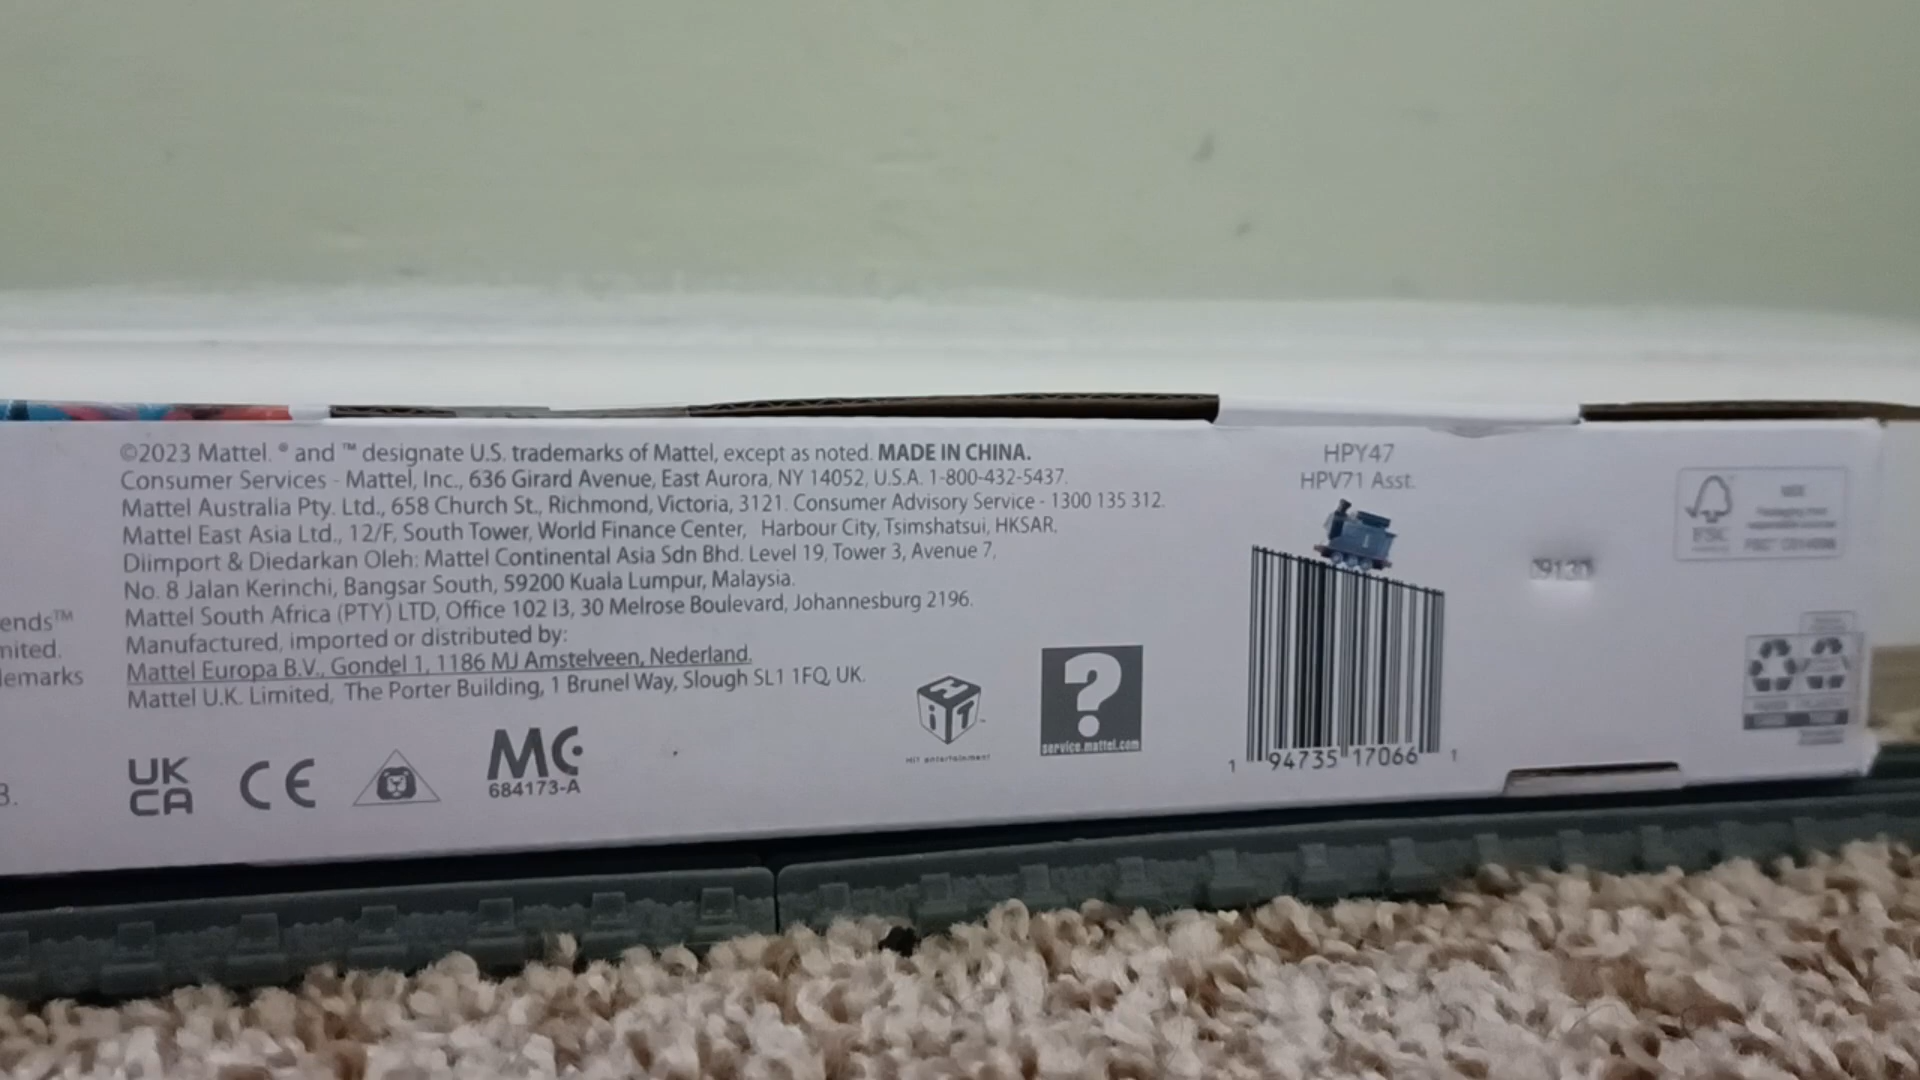 ©2023 Mattel. ® and ™ designate U.S. trademarks of Mattel, except as noted. MADE IN CHINA.
Consumer Services - Mattel, Inc., 636 Girard Avenue, East Aurora, NY 14052, U.S.A. 1-800-432-5437.
Mattel Australia Pty. Ltd., 658 Church St., Richmond, Victoria, 3121. Consumer Advisory Service - 1300 135 312.
Mattel East Asia Ltd., 12/F, South Tower, World Finance Center, Harbour City, Tsimshatsui, HKSAR.
Diimport & Diedarkan Oleh: Mattel Continental Asia Sdn Bhd. Level 19, Tower 3, Avenue 7,
No. 8 Jalan Kerinchi, Bangsar South, 59200 Kuala Lumpur, Malaysia.
Mattel South Africa (PTY) LTD, Office 102 I3, 30 Melrose Boulevard, Johannesburg 2196.
Manufactured, imported or distributed by:
Mattel Europa B.V., Gondel 1, 1186 MJ Amstelveen, Nederland.
Mattel U.K. Limited, The Porter Building, 1 Brunel Way, Slough SL1 1FQ, UK.
ends™
nited.
lemarks
3.
UK
CA
CE
MC
684173-A
HiT
HIT entertainment
?
service.mattel.com
HPY47
HPV71 Asst.
1
1 94735 17066 1
FSC